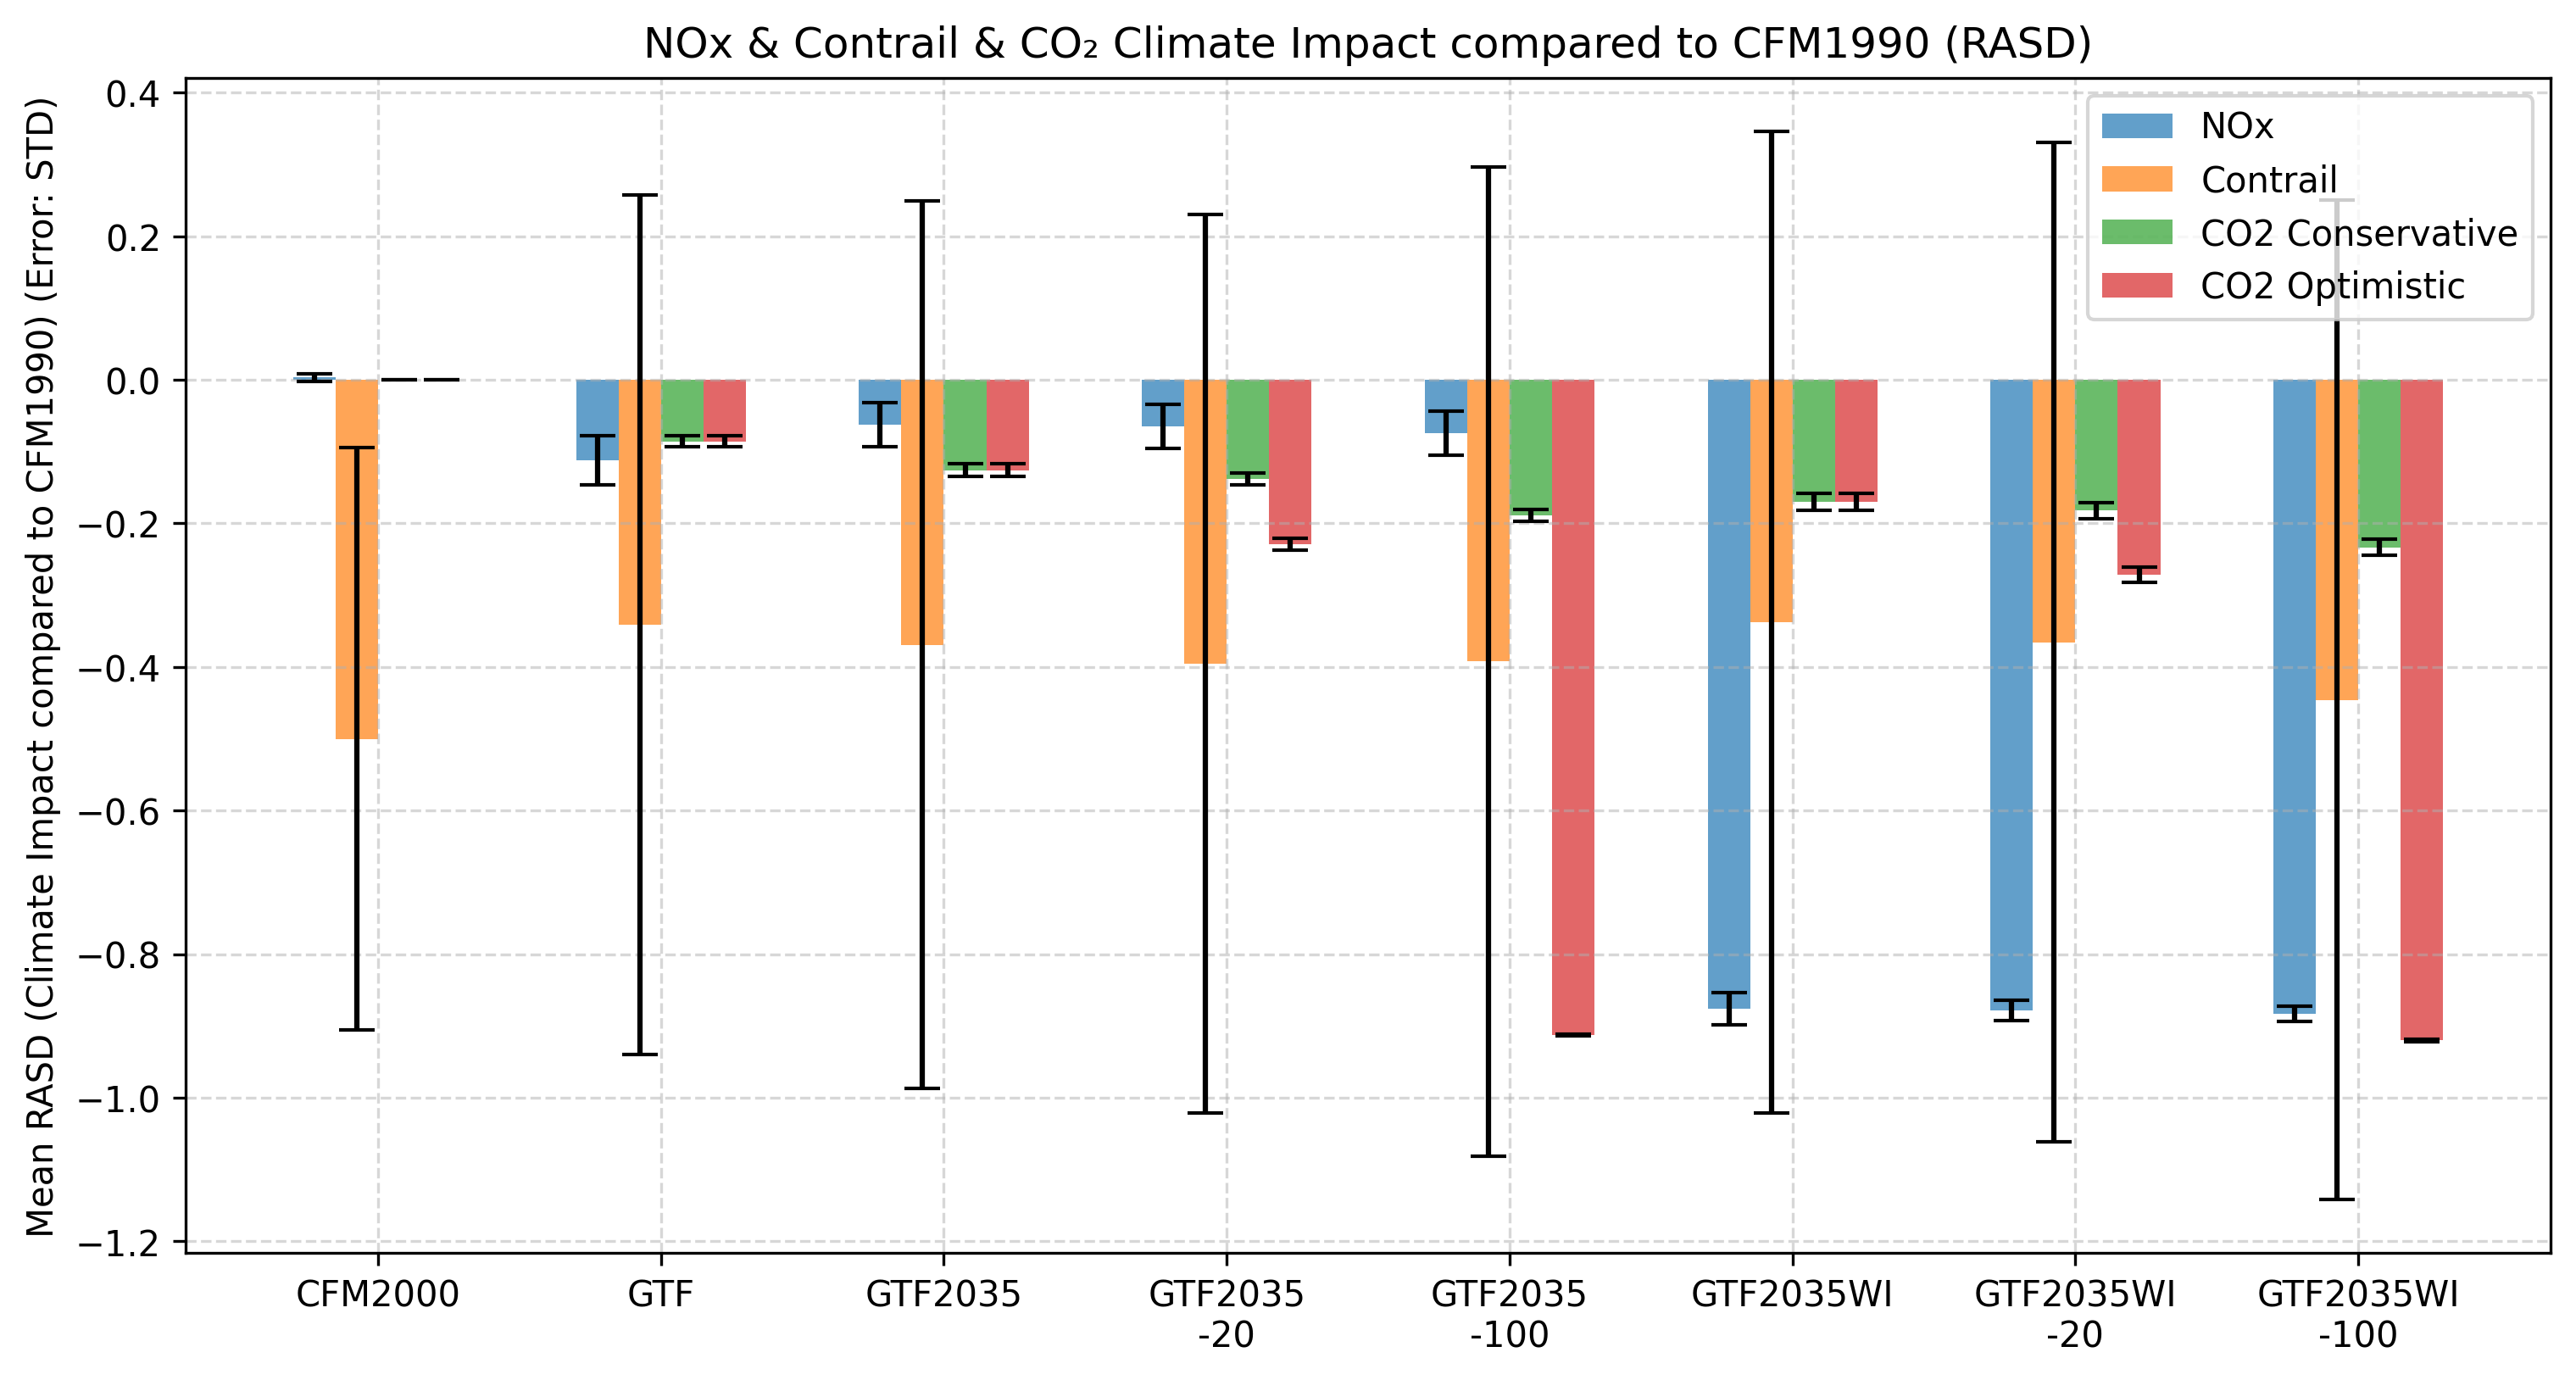 NOx & Contrail & CO₂ Climate Impact compared to CFM1990 (RASD)
Mean RASD (Climate Impact compared to CFM1990) (Error: STD)
0.4
0.2
0.0
−0.2
−0.4
−0.6
−0.8
−1.0
−1.2
NOx
Contrail
CO2 Conservative
CO2 Optimistic
CFM2000
GTF
GTF2035
GTF2035
-20
GTF2035
-100
GTF2035WI
GTF2035WI
-20
GTF2035WI
-100